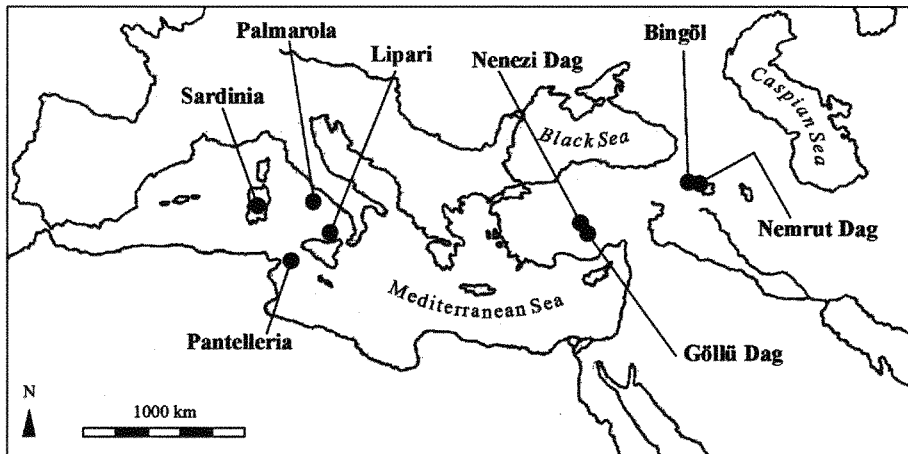 Palmarola
Lipari
Sardinia
Nenezi Dag
Bingöl
Caspian Sea
Black Sea
Nemrut Dag
Mediterranean Sea
Pantelleria
Göllü Dag
N
1000 km